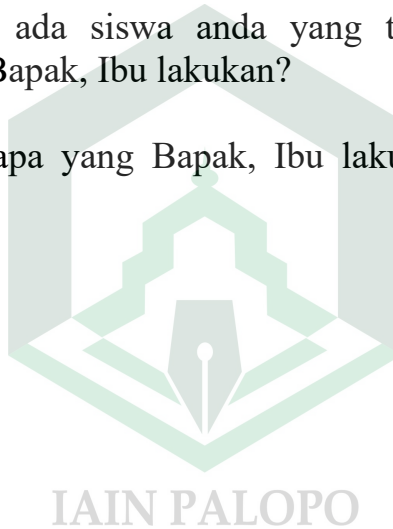 ada siswa anda yang t
Bapak, Ibu lakukan?
apa yang Bapak, Ibu laku
IAIN PALOPO